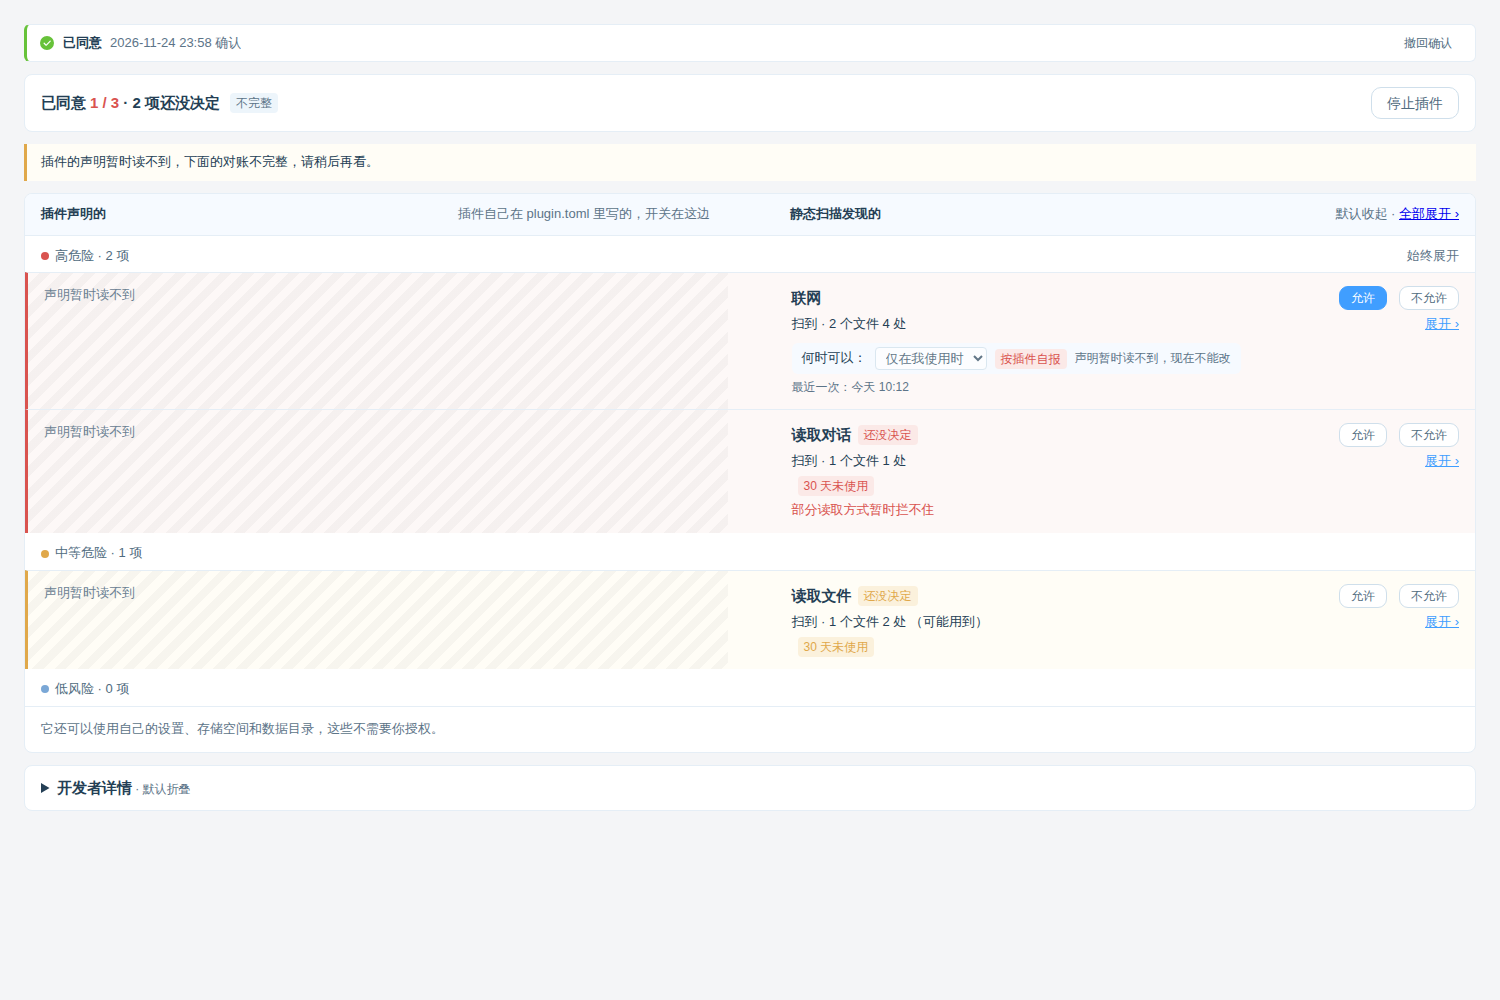 已同意 2026-11-24 23:58 确认 撤回确认
已同意 1 / 3 · 2 项还没决定 不完整 停止插件
插件的声明暂时读不到，下面的对账不完整，请稍后再看。
插件声明的 插件自己在 plugin.toml 里写的，开关在这边 静态扫描发现的 默认收起 · 全部展开 ›
高危险 · 2 项 始终展开
声明暂时读不到 联网 允许 不允许
扫到 · 2 个文件 4 处 展开 ›
何时可以： 仅在我使用时 按插件自报 声明暂时读不到，现在不能改
最近一次：今天 10:12
声明暂时读不到 读取对话 还没决定 允许 不允许
扫到 · 1 个文件 1 处 展开 ›
30 天未使用
部分读取方式暂时拦不住
中等危险 · 1 项
声明暂时读不到 读取文件 还没决定 允许 不允许
扫到 · 1 个文件 2 处 （可能用到） 展开 ›
30 天未使用
低风险 · 0 项
它还可以使用自己的设置、存储空间和数据目录，这些不需要你授权。
开发者详情 · 默认折叠